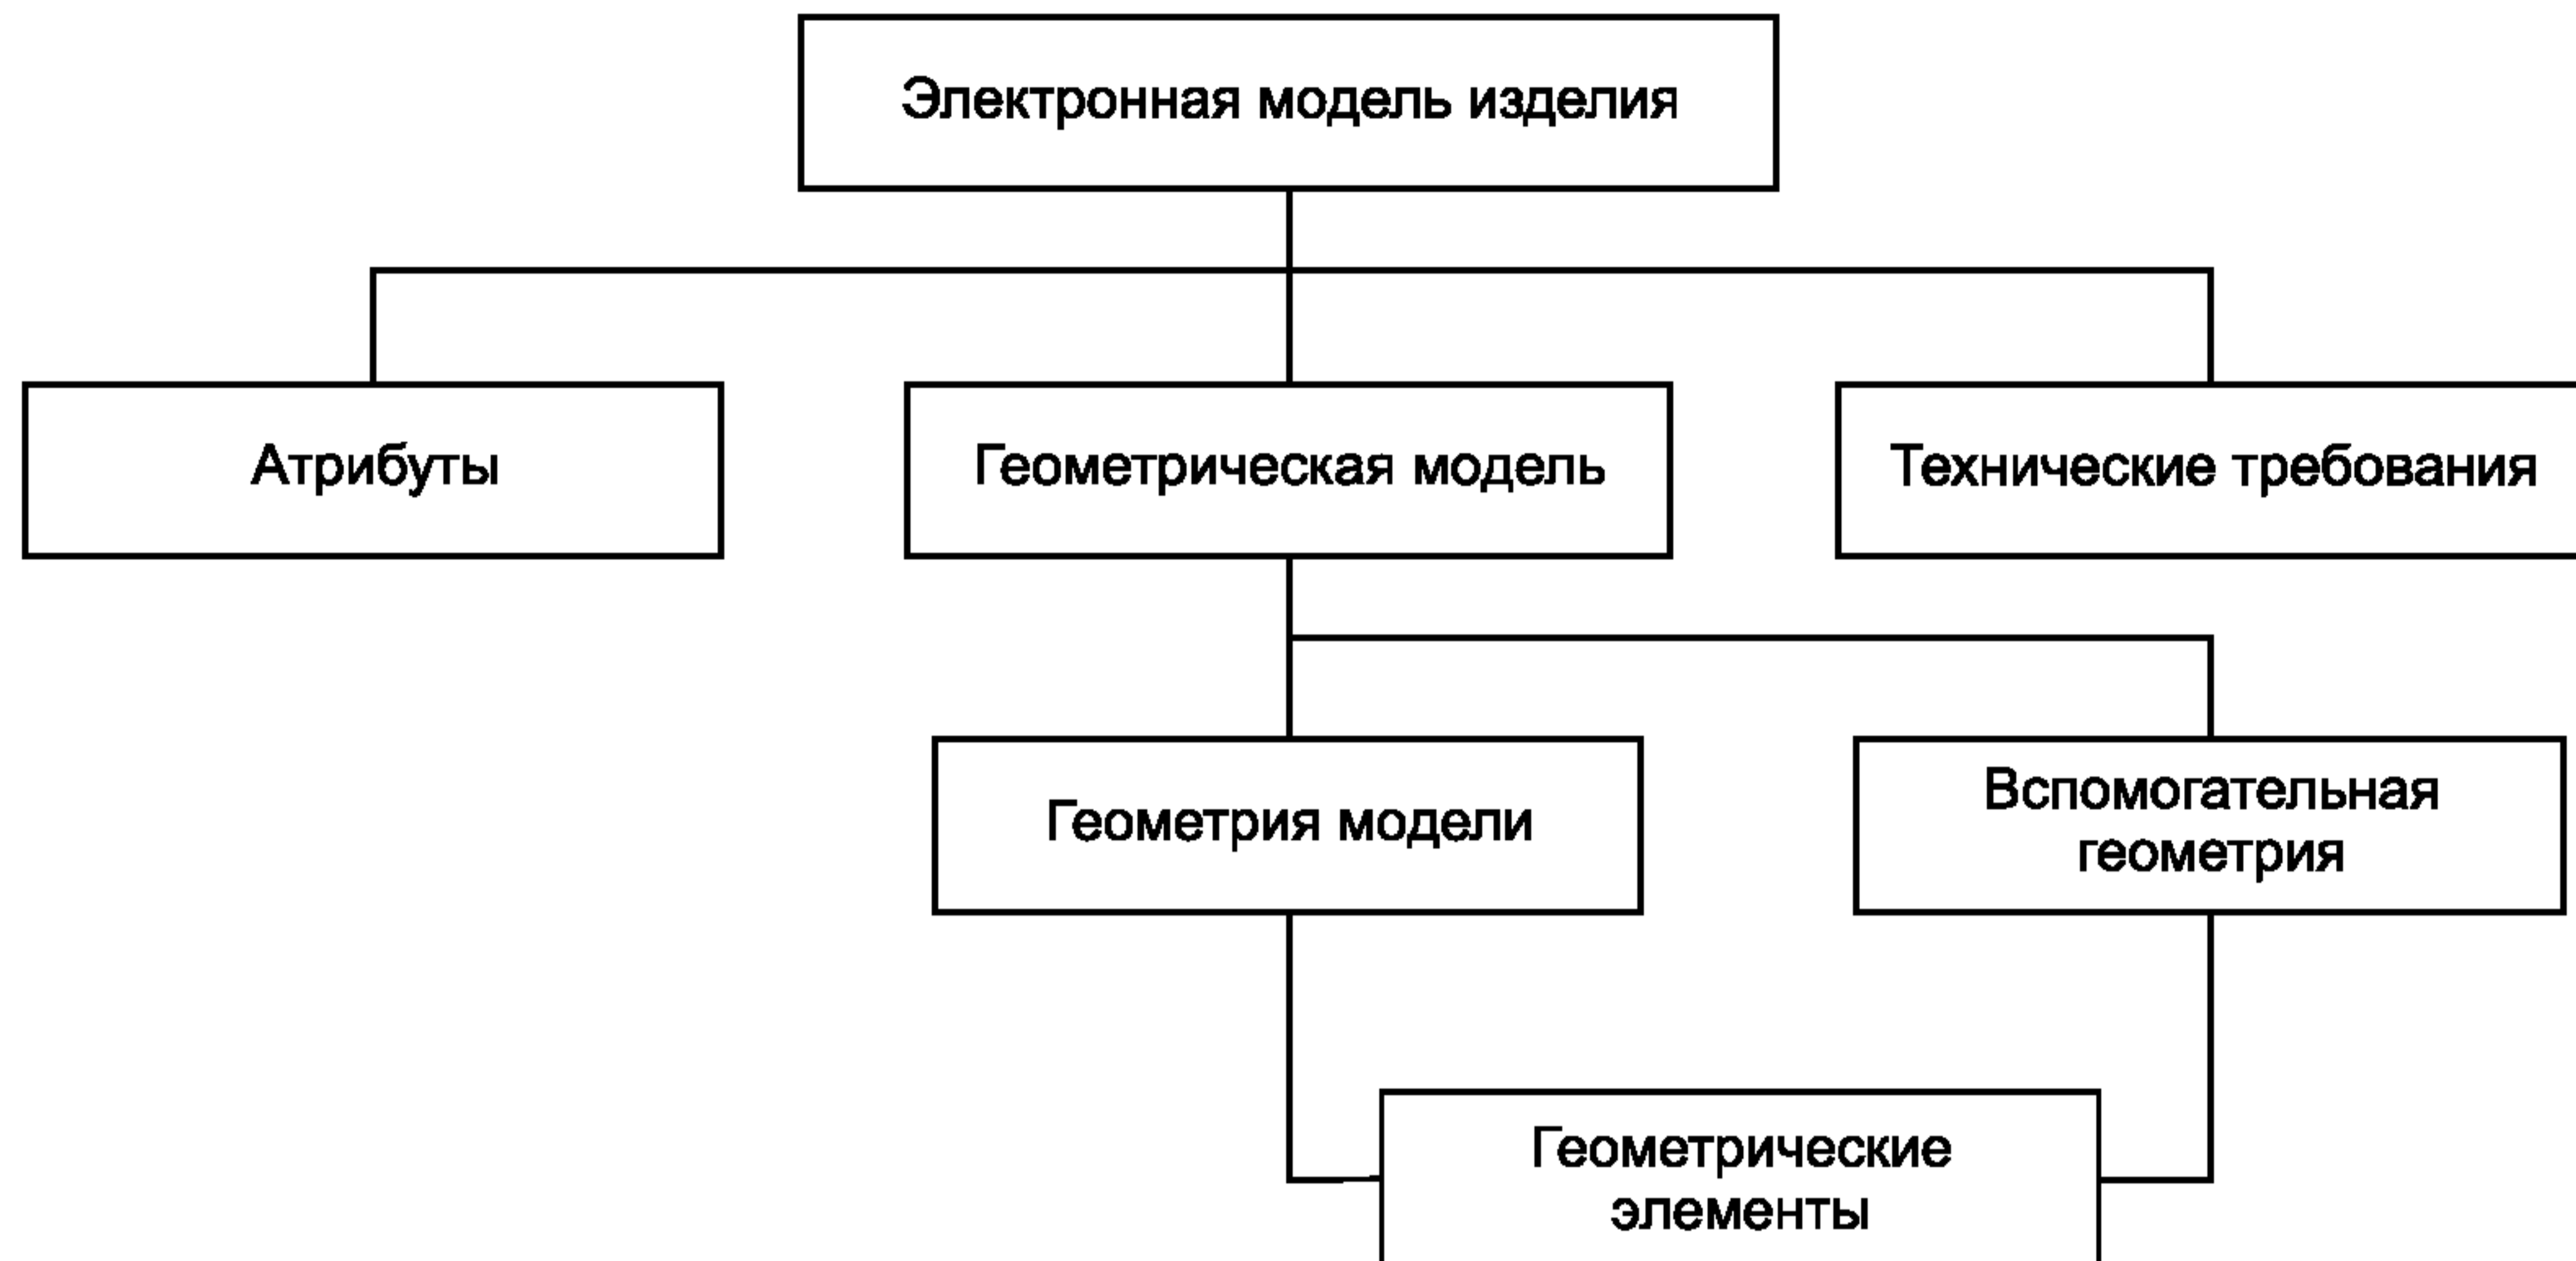 Электронная модель изделия
Атрибуты
Геометрическая модель
Технические требования
Геометрия модели
Вспомогательная
геометрия
Геометрические
элементы